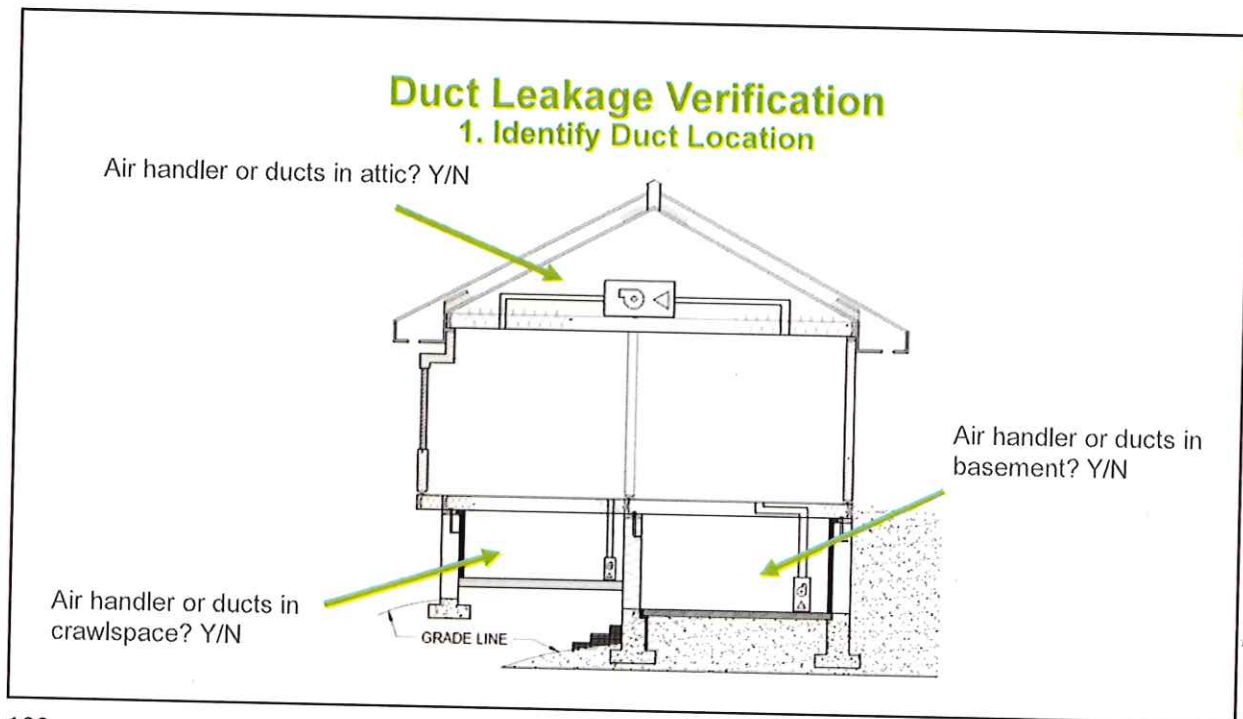 Duct Leakage Verification
1. Identify Duct Location
Air handler or ducts in attic? Y/N
Air handler or ducts in
basement? Y/N
Air handler or ducts in
crawlspace? Y/N
GRADE LINE